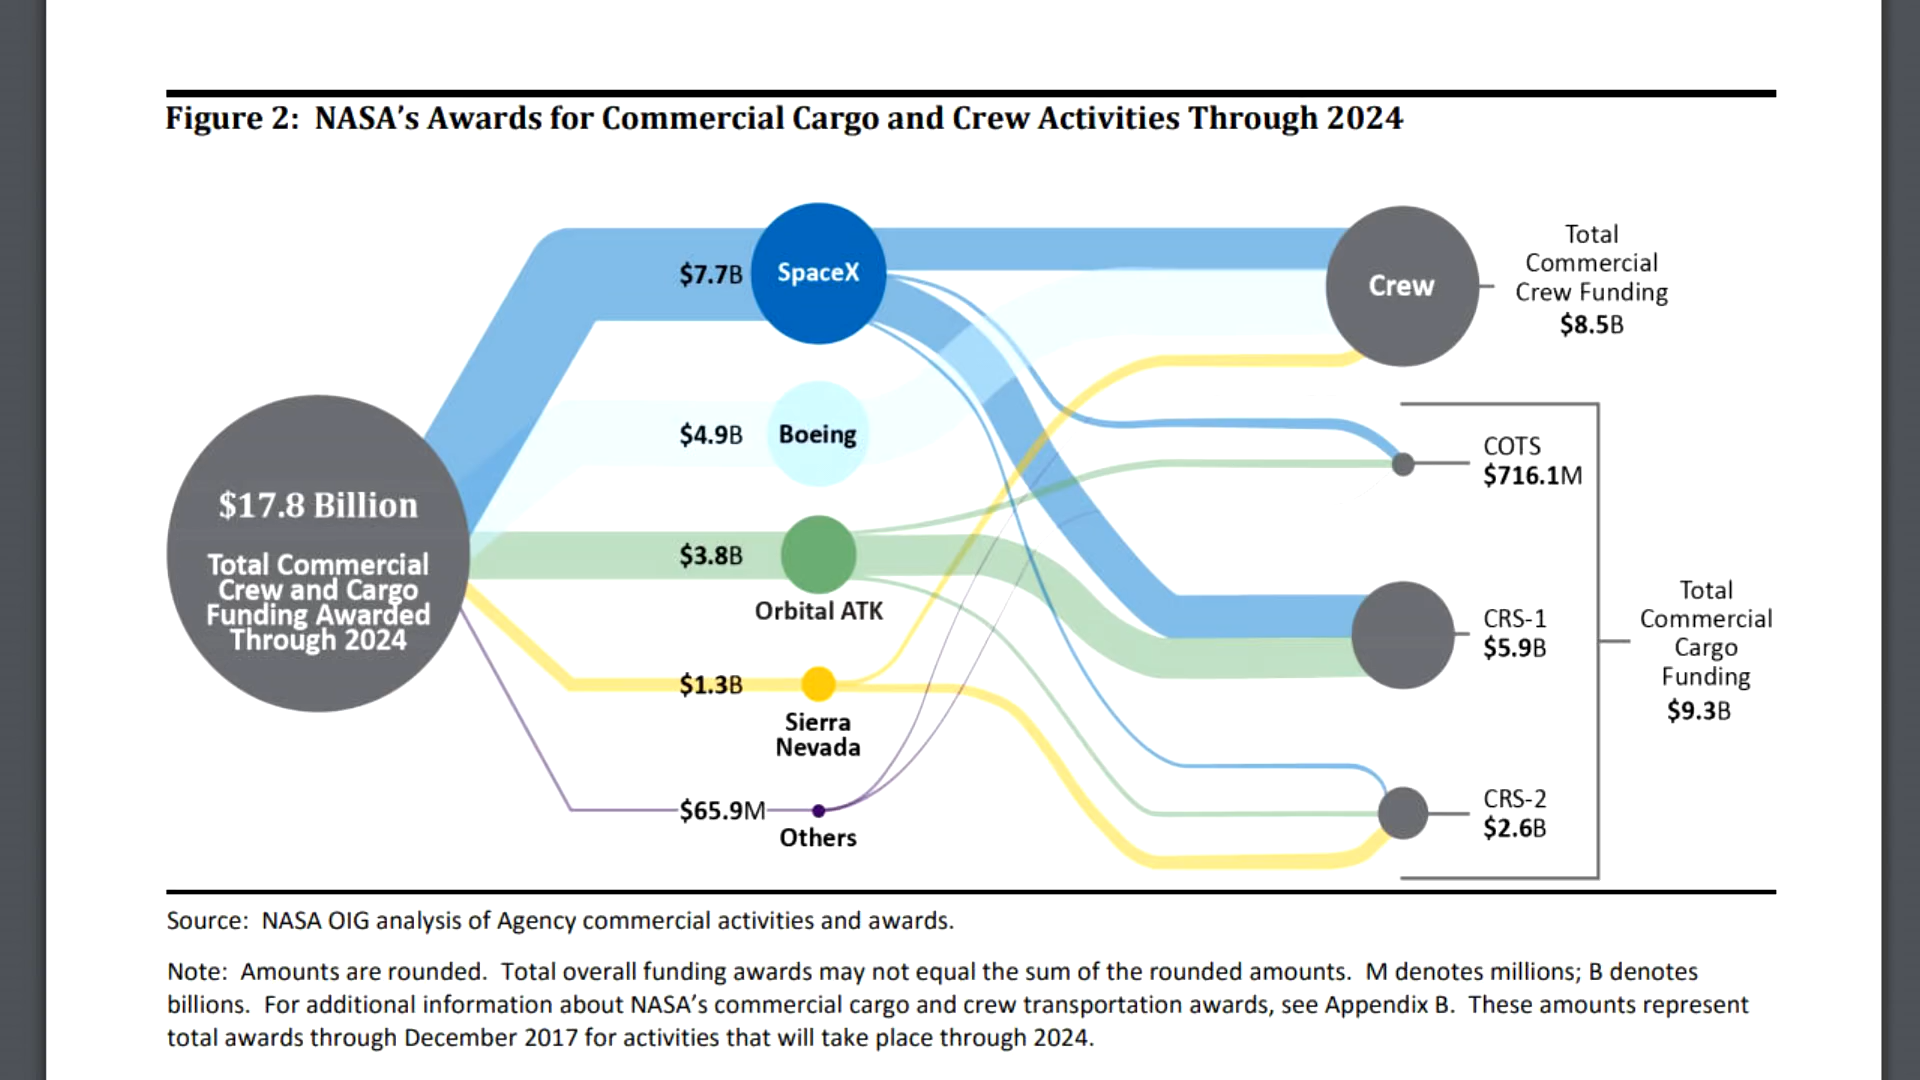 Figure 2:  NASA's Awards for Commercial Cargo and Crew Activities Through 2024
$17.8 Billion
Total Commercial
Crew and Cargo
Funding Awarded
Through 2024
$7.7B
SpaceX
$4.9B
Boeing
$3.8B
Orbital ATK
$1.3B
Sierra
Nevada
$65.9M
Others
Crew
Total
Commercial
Crew Funding
$8.5B
COTS
$716.1M
CRS-1
$5.9B
CRS-2
$2.6B
Total
Commercial
Cargo
Funding
$9.3B
Source:  NASA OIG analysis of Agency commercial activities and awards.
Note:  Amounts are rounded.  Total overall funding awards may not equal the sum of the rounded amounts.  M denotes millions; B denotes
billions.  For additional information about NASA's commercial cargo and crew transportation awards, see Appendix B.  These amounts represent
total awards through December 2017 for activities that will take place through 2024.